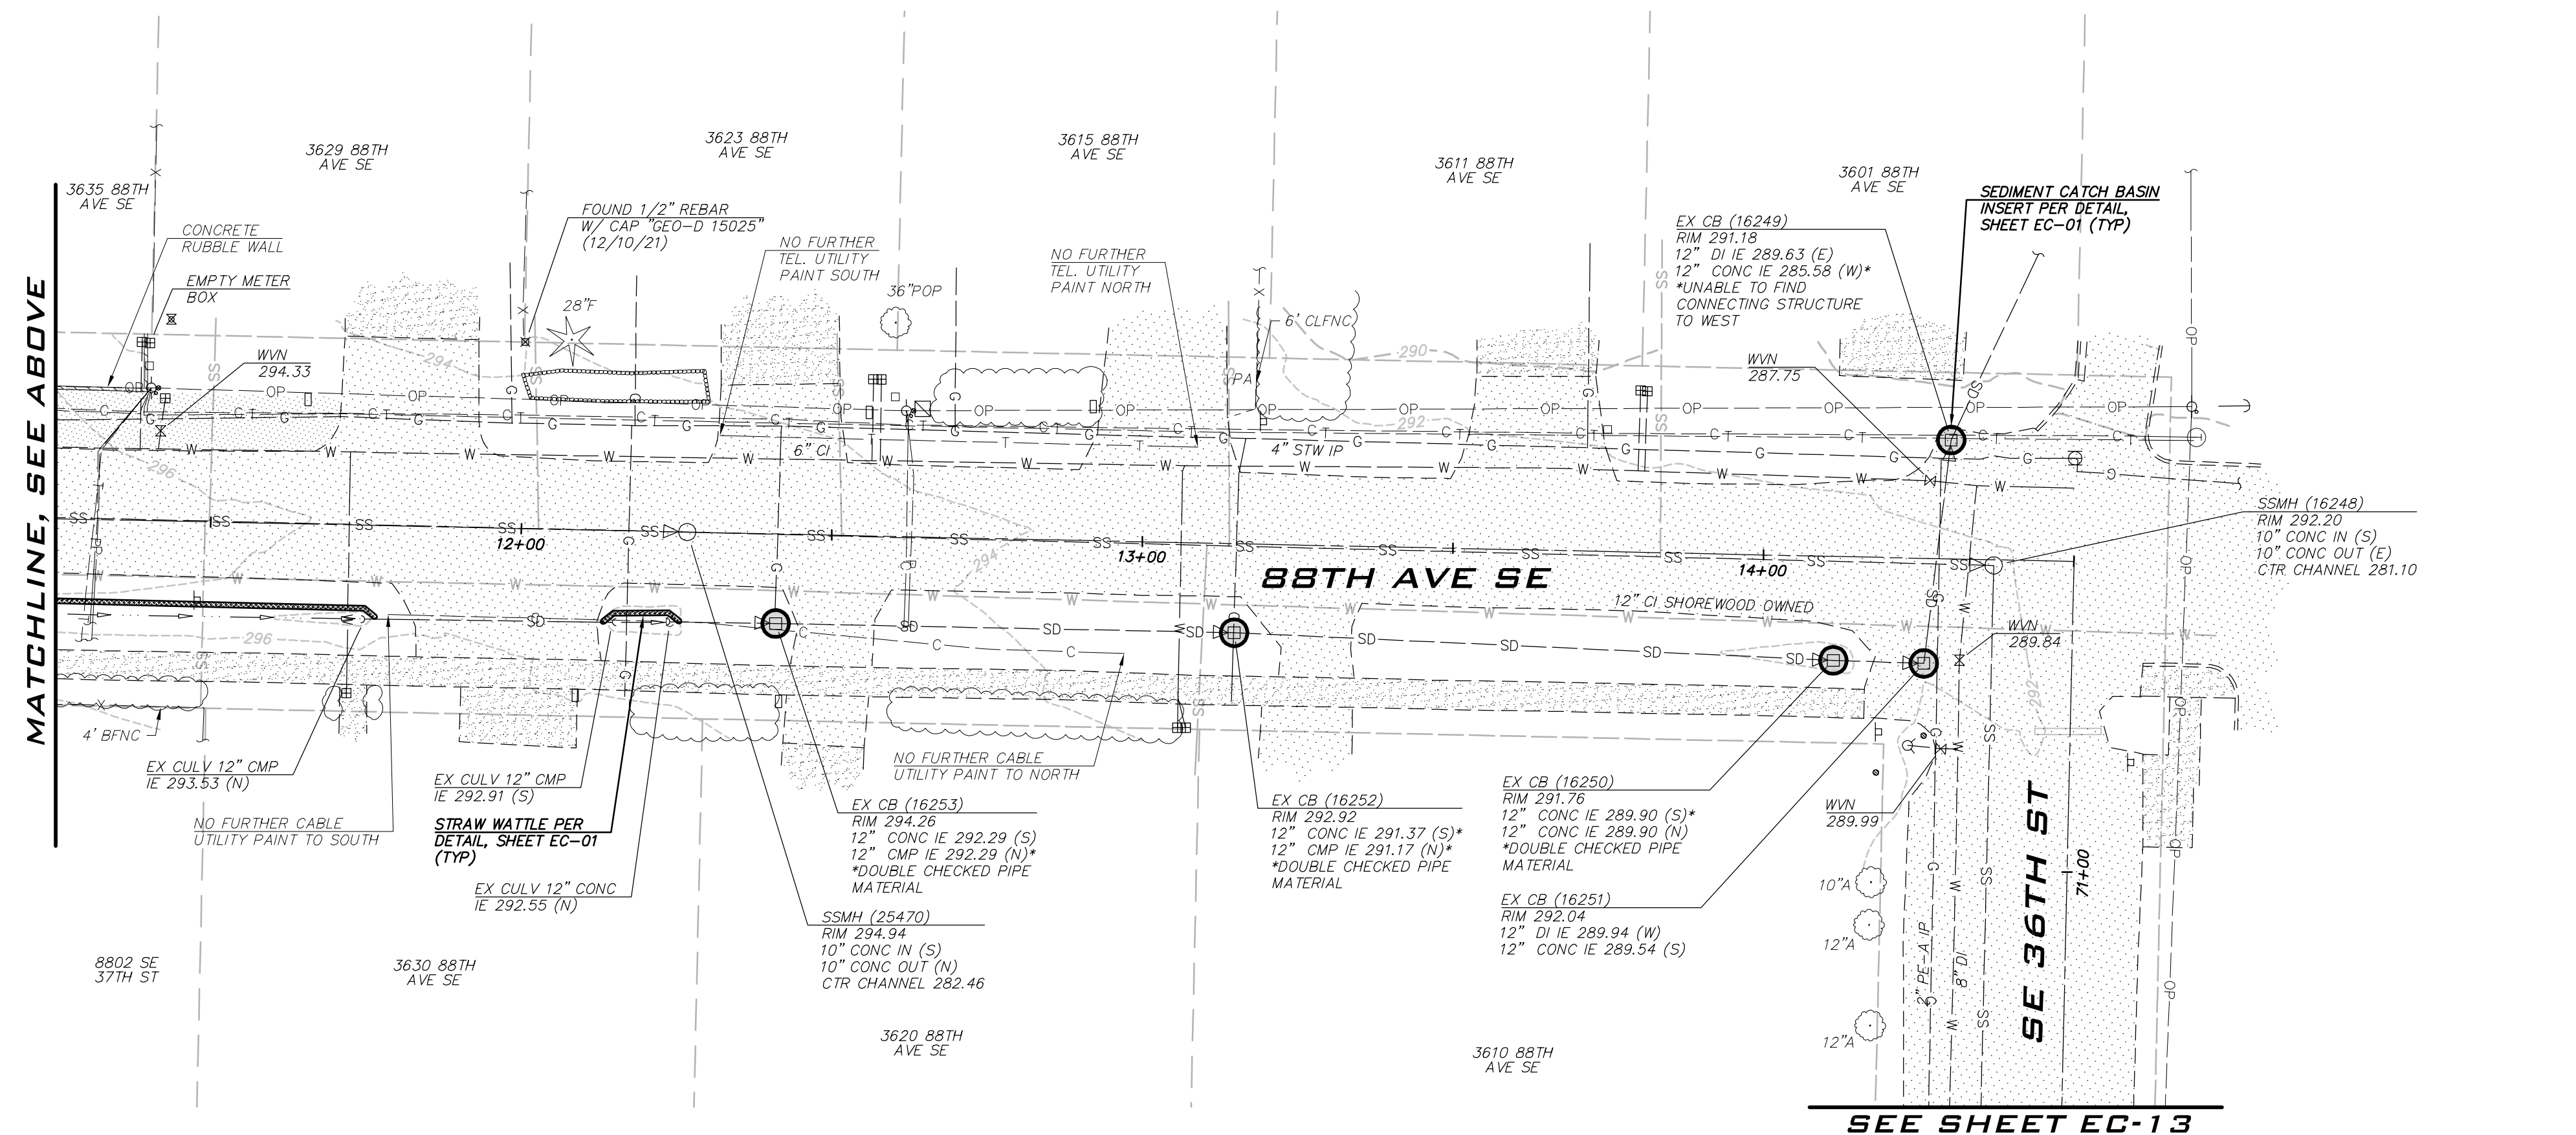 MATCHLINE, SEE ABOVE
3635 88TH
AVE SE
3629 88TH
AVE SE
3623 88TH
AVE SE
3615 88TH
AVE SE
3611 88TH
AVE SE
3601 88TH
AVE SE
CONCRETE
RUBBLE WALL
EMPTY METER
BOX
WVN
294.33
FOUND 1/2" REBAR
W/ CAP "GEO-D 15025"
(12/10/21)
28"F
NO FURTHER
TEL. UTILITY
PAINT SOUTH
36"POP
NO FURTHER
TEL. UTILITY
PAINT NORTH
6' CLFNC
EX CB (16249)
RIM 291.18
12" DI IE 289.63 (E)
12" CONC IE 285.58 (W)*
*UNABLE TO FIND
CONNECTING STRUCTURE
TO WEST
SEDIMENT CATCH BASIN
INSERT PER DETAIL,
SHEET EC-01 (TYP)
WVN
287.75
294
290
292
296
6" CI
4" STW IP
PA
SSMH (16248)
RIM 292.20
10" CONC IN (S)
10" CONC OUT (E)
CTR CHANNEL 281.10
12+00
13+00
14+00
294
88TH AVE SE
12" CI SHOREWOOD OWNED
WVN
289.84
296
292
4' BFNC
EX CULV 12" CMP
IE 293.53 (N)
NO FURTHER CABLE
UTILITY PAINT TO SOUTH
EX CULV 12" CMP
IE 292.91 (S)
STRAW WATTLE PER
DETAIL, SHEET EC-01
(TYP)
EX CULV 12" CONC
IE 292.55 (N)
NO FURTHER CABLE
UTILITY PAINT TO NORTH
EX CB (16253)
RIM 294.26
12" CONC IE 292.29 (S)
12" CMP IE 292.29 (N)*
*DOUBLE CHECKED PIPE
MATERIAL
SSMH (25470)
RIM 294.94
10" CONC IN (S)
10" CONC OUT (N)
CTR CHANNEL 282.46
EX CB (16252)
RIM 292.92
12" CONC IE 291.37 (S)*
12" CMP IE 291.17 (N)*
*DOUBLE CHECKED PIPE
MATERIAL
EX CB (16250)
RIM 291.76
12" CONC IE 289.90 (S)*
12" CONC IE 289.90 (N)
*DOUBLE CHECKED PIPE
MATERIAL
EX CB (16251)
RIM 292.04
12" DI IE 289.94 (W)
12" CONC IE 289.54 (S)
WVN
289.99
10"A
12"A
12"A
2" PE-A IP
8" DI
SE 36TH ST
71+00
8802 SE
37TH ST
3630 88TH
AVE SE
3620 88TH
AVE SE
3610 88TH
AVE SE
SEE SHEET EC-13